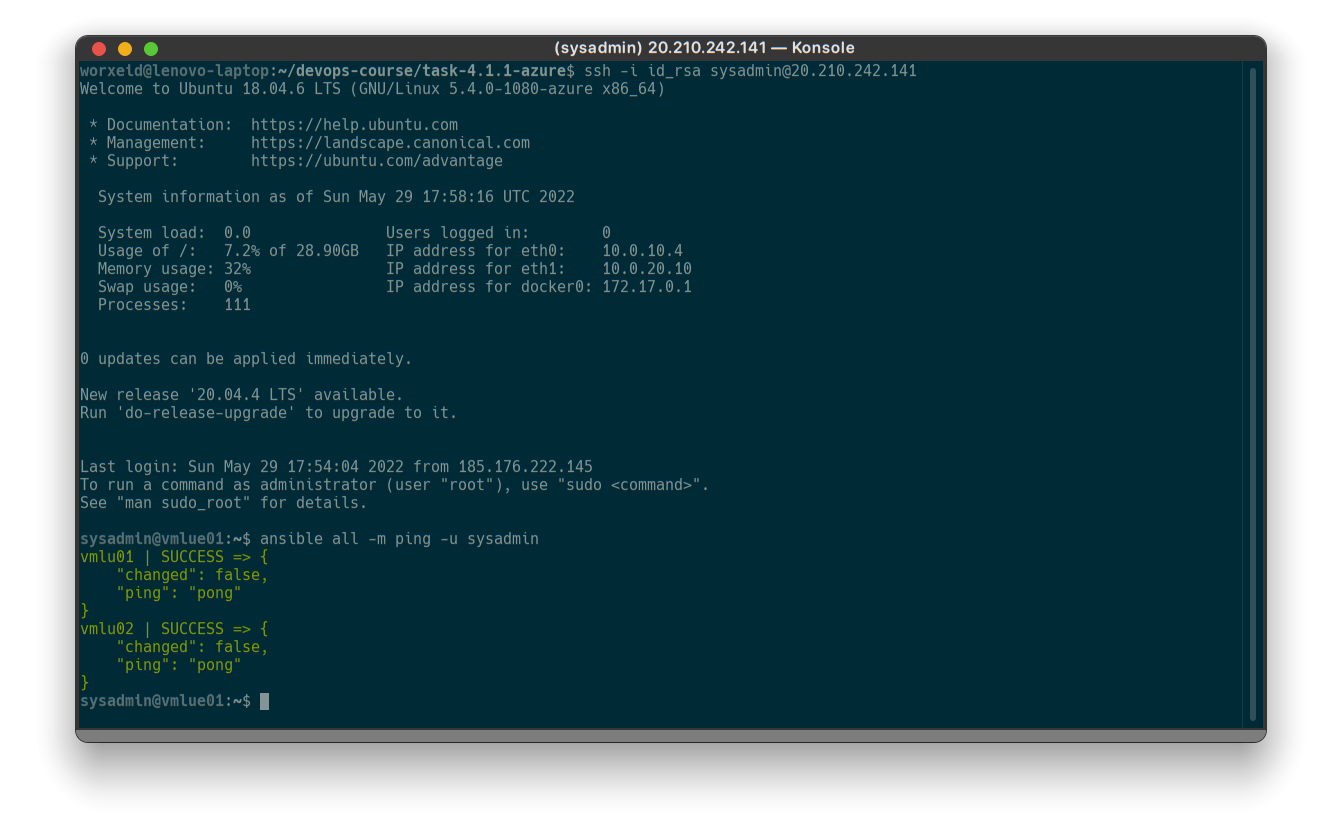 (sysadmin) 20.210.242.141 — Konsole
worxeid@lenovo-laptop:~/devops-course/task-4.1.1-azure$ ssh -i id_rsa sysadmin@20.210.242.141
Welcome to Ubuntu 18.04.6 LTS (GNU/Linux 5.4.0-1080-azure x86_64)

 * Documentation:  https://help.ubuntu.com
 * Management:     https://landscape.canonical.com
 * Support:        https://ubuntu.com/advantage

  System information as of Sun May 29 17:58:16 UTC 2022

  System load:  0.0               Users logged in:        0
  Usage of /:   7.2% of 28.90GB   IP address for eth0:    10.0.10.4
  Memory usage: 32%               IP address for eth1:    10.0.20.10
  Swap usage:   0%                IP address for docker0: 172.17.0.1
  Processes:    111

0 updates can be applied immediately.

New release '20.04.4 LTS' available.
Run 'do-release-upgrade' to upgrade to it.

Last login: Sun May 29 17:54:04 2022 from 185.176.222.145
To run a command as administrator (user "root"), use "sudo <command>".
See "man sudo_root" for details.

sysadmin@vmlue01:~$ ansible all -m ping -u sysadmin
vmlu01 | SUCCESS => {
    "changed": false,
    "ping": "pong"
}
vmlu02 | SUCCESS => {
    "changed": false,
    "ping": "pong"
}
sysadmin@vmlue01:~$